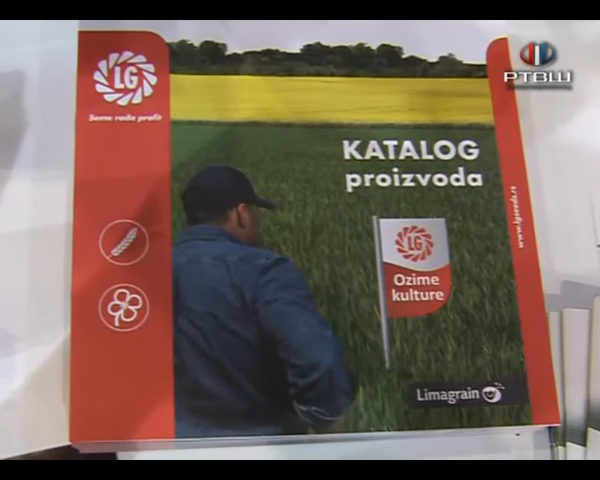 LG
Seme rađa profit
РТВШ
KATALOG
proizvoda
www.lgseeds.rs
LG
Ozime
kulture
Limagrain